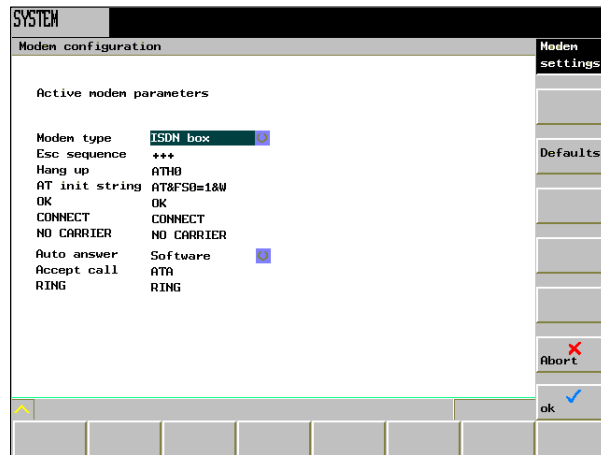 SYSTEM
Modem configuration
Modem settings
Active modem parameters
Modem type ISDN box
Esc sequence +++
Hang up ATH0
AT init string AT&FS0=1&W
OK OK
CONNECT CONNECT
NO CARRIER NO CARRIER
Auto answer Software
Accept call ATA
RING RING
Defaults
Abort
ok